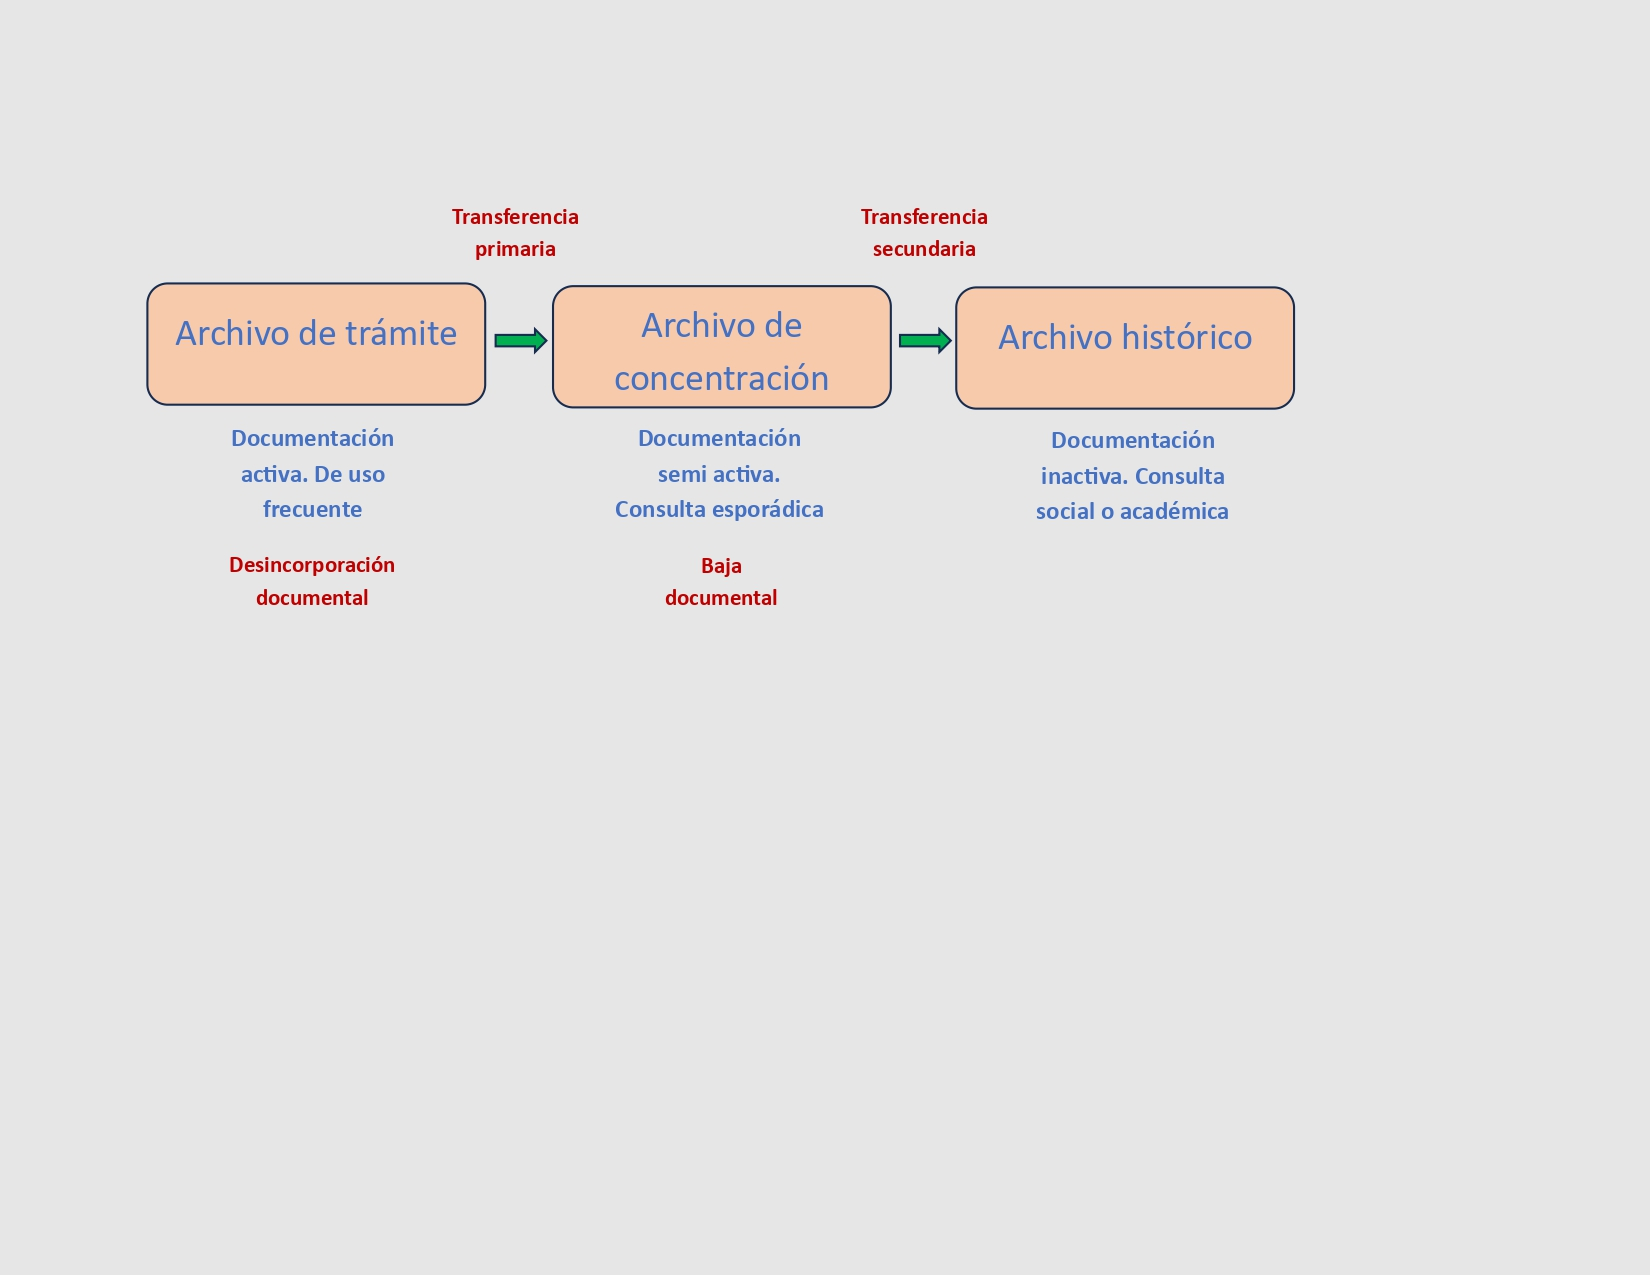 Transferencia
primaria
Transferencia
secundaria
Archivo de trámite
Archivo de
concentración
Archivo histórico
Documentación
activa. De uso
frecuente
Documentación
semi activa.
Consulta esporádica
Documentación
inactiva. Consulta
social o académica
Desincorporación
documental
Baja
documental